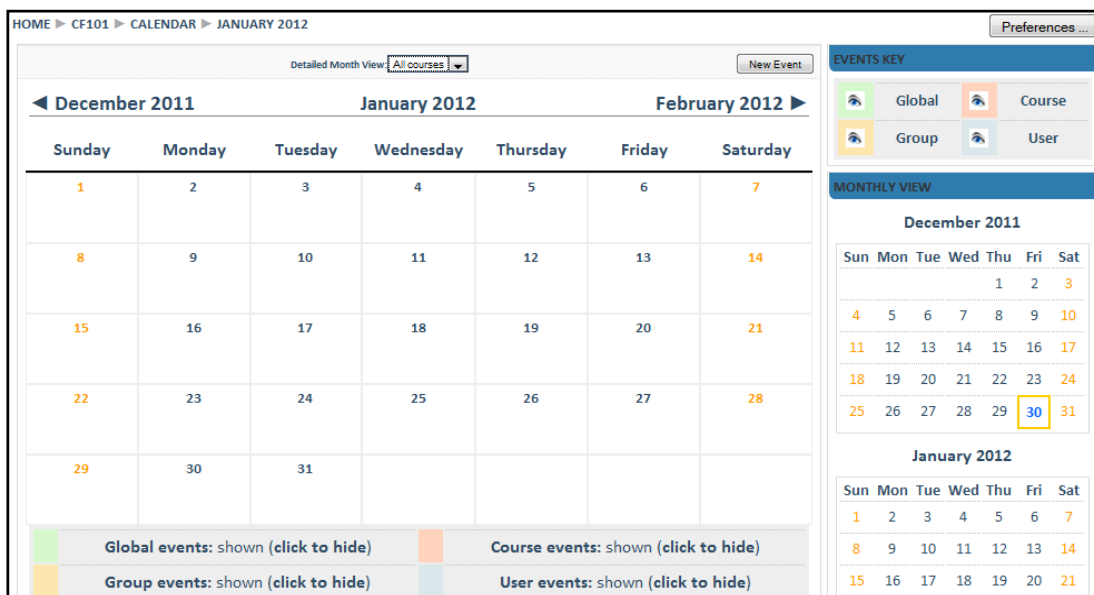 HOME ▶ CF101 ▶ CALENDAR ▶ JANUARY 2012
Preferences ...
Detailed Month View: All courses
New Event
◀ December 2011 January 2012 February 2012 ▶
Sunday Monday Tuesday Wednesday Thursday Friday Saturday
1 2 3 4 5 6 7
8 9 10 11 12 13 14
15 16 17 18 19 20 21
22 23 24 25 26 27 28
29 30 31
Global events: shown (click to hide) Course events: shown (click to hide)
Group events: shown (click to hide) User events: shown (click to hide)
EVENTS KEY
Global Course
Group User
MONTHLY VIEW
December 2011
Sun Mon Tue Wed Thu Fri Sat
1 2 3
4 5 6 7 8 9 10
11 12 13 14 15 16 17
18 19 20 21 22 23 24
25 26 27 28 29 30 31
January 2012
Sun Mon Tue Wed Thu Fri Sat
1 2 3 4 5 6 7
8 9 10 11 12 13 14
15 16 17 18 19 20 21